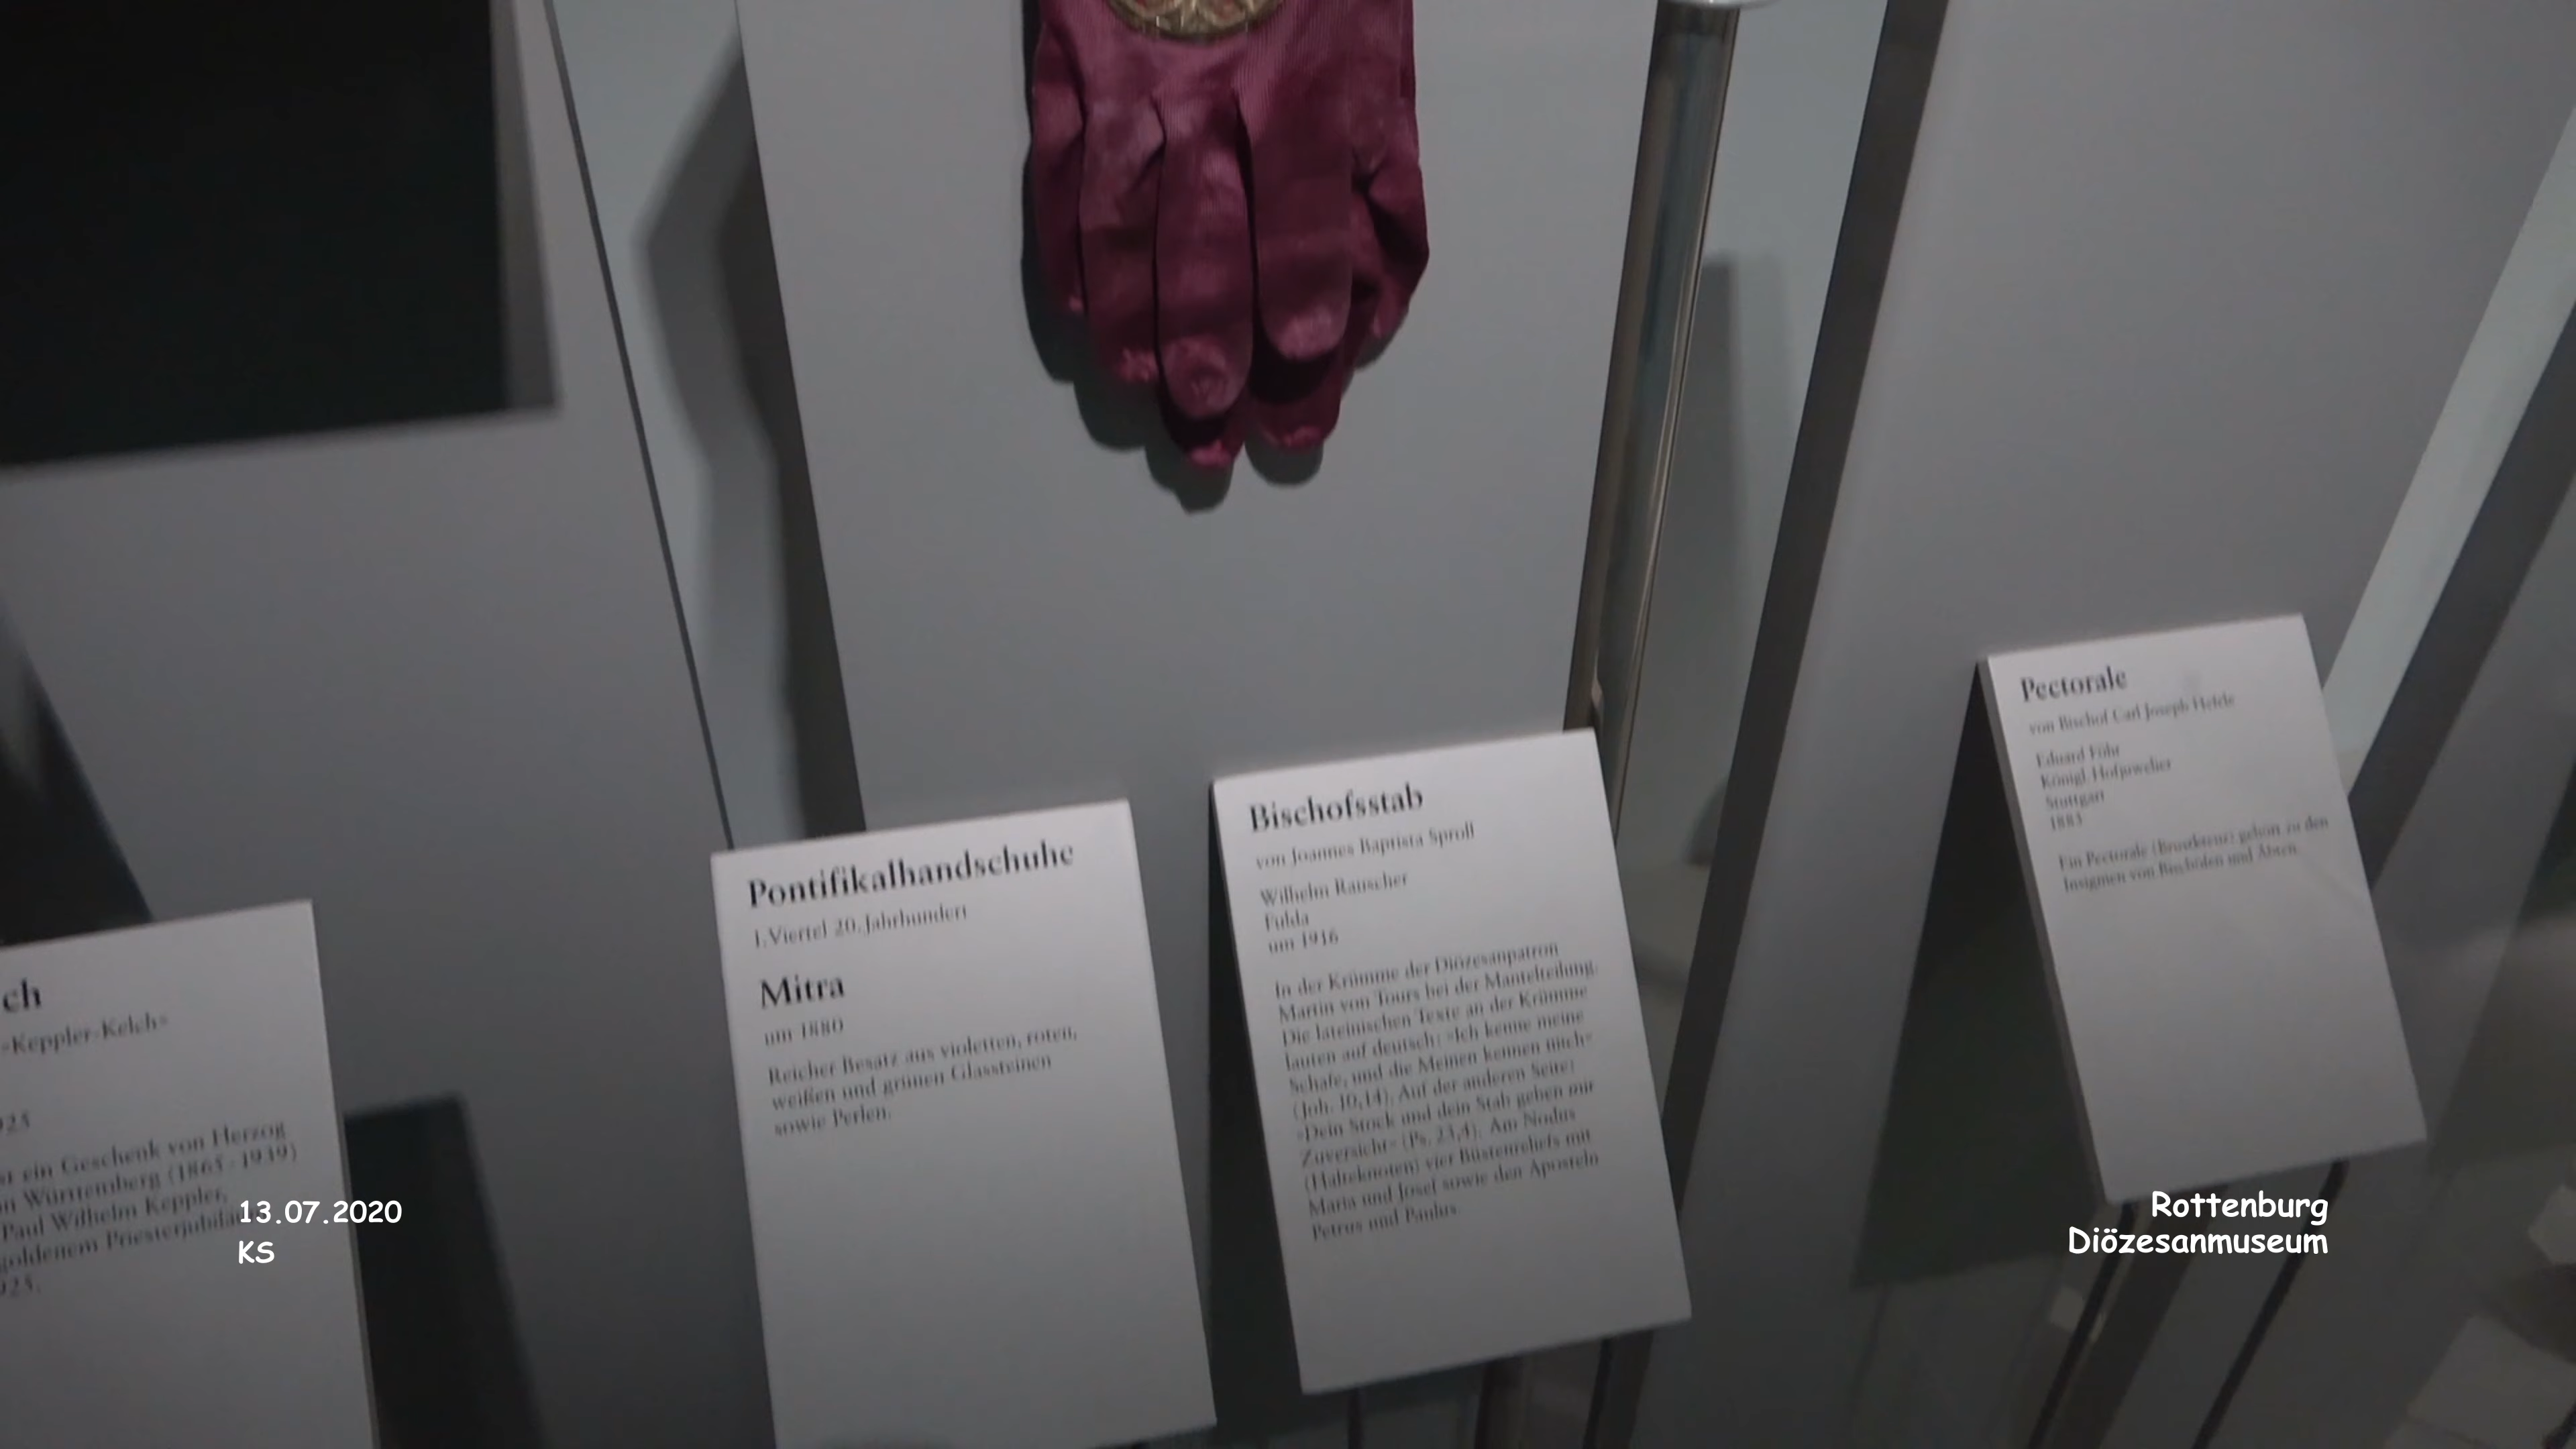 ch
-Keppler-Kelch«
st ein Geschenk von Herzog
n Württemberg (1865 - 1939)
Paul Wilhelm Keppler,
goldenem
Pontifikalhandschuhe
1. Viertel 20. Jahrhundert
Mitra
um 1880
Reicher Besatz aus violetten, roten,
weißen und grünen Glassteinen
sowie Perlen.
Bischofsstab
von Joannes Baptista Sproll
Wilhelm Rauscher
Fulda
um 1916
In der Krümme der Diözesanpatron
Martin von Tours bei der Mantelteilung.
Die lateinischen Texte an der Krümme
lauten auf deutsch: »Ich kenne meine
Schafe, und die Meinen kennen mich«
(Joh. 10,14). Auf der anderen Seite:
»Dein Stock und dein Stab geben mir
Zuversicht« (Ps. 23,4). Am Nodus
(Halteknoten) vier Büstenreliefs mit
Maria und Josef sowie den Aposteln
Petrus und Paulus.
Pectorale
von Bischof Carl Joseph Hefele
Eduard Föhr
Königl. Hofjuwelier
Stuttgart
1883
Ein Pectorale (Brustkreuz) gehört zu den
Insignien von Bischöfen und Äbten.
13.07.2020
KS
Rottenburg
Diözesanmuseum